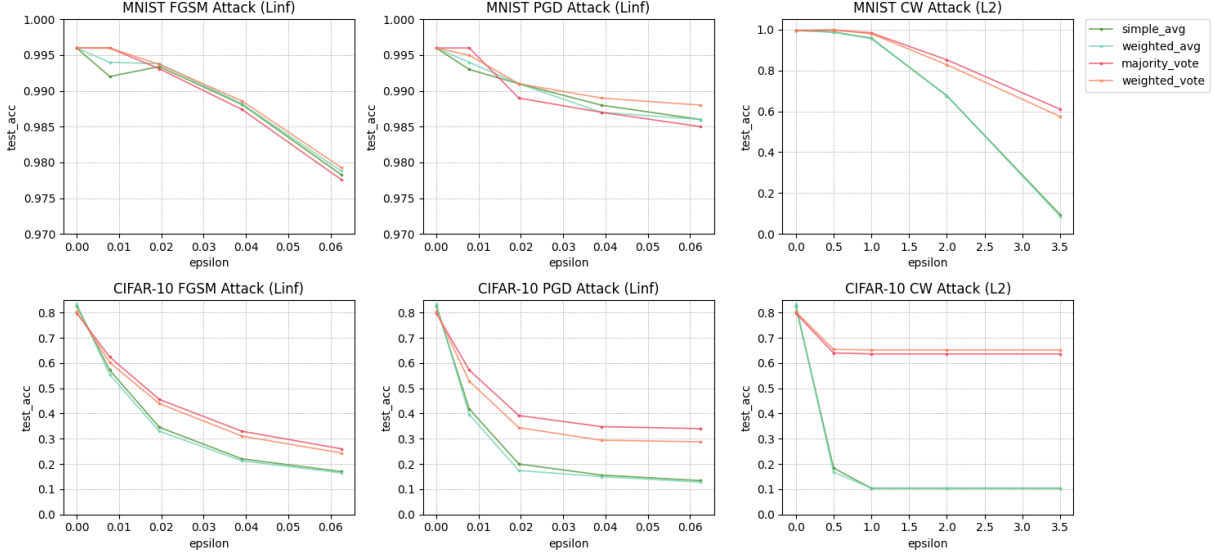 MNIST FGSM Attack (Linf)
1.000
0.995
0.990
0.985
0.980
0.975
0.970
test_acc
0.00 0.01 0.02 0.03 0.04 0.05 0.06
epsilon
MNIST PGD Attack (Linf)
1.000
0.995
0.990
0.985
0.980
0.975
0.970
test_acc
0.00 0.01 0.02 0.03 0.04 0.05 0.06
epsilon
MNIST CW Attack (L2)
1.0
0.8
0.6
0.4
0.2
0.0
test_acc
0.0 0.5 1.0 1.5 2.0 2.5 3.0 3.5
epsilon
simple_avg
weighted_avg
majority_vote
weighted_vote
CIFAR-10 FGSM Attack (Linf)
0.8
0.7
0.6
0.5
0.4
0.3
0.2
0.1
0.0
test_acc
0.00 0.01 0.02 0.03 0.04 0.05 0.06
epsilon
CIFAR-10 PGD Attack (Linf)
0.8
0.7
0.6
0.5
0.4
0.3
0.2
0.1
0.0
test_acc
0.00 0.01 0.02 0.03 0.04 0.05 0.06
epsilon
CIFAR-10 CW Attack (L2)
0.8
0.7
0.6
0.5
0.4
0.3
0.2
0.1
0.0
test_acc
0.0 0.5 1.0 1.5 2.0 2.5 3.0 3.5
epsilon